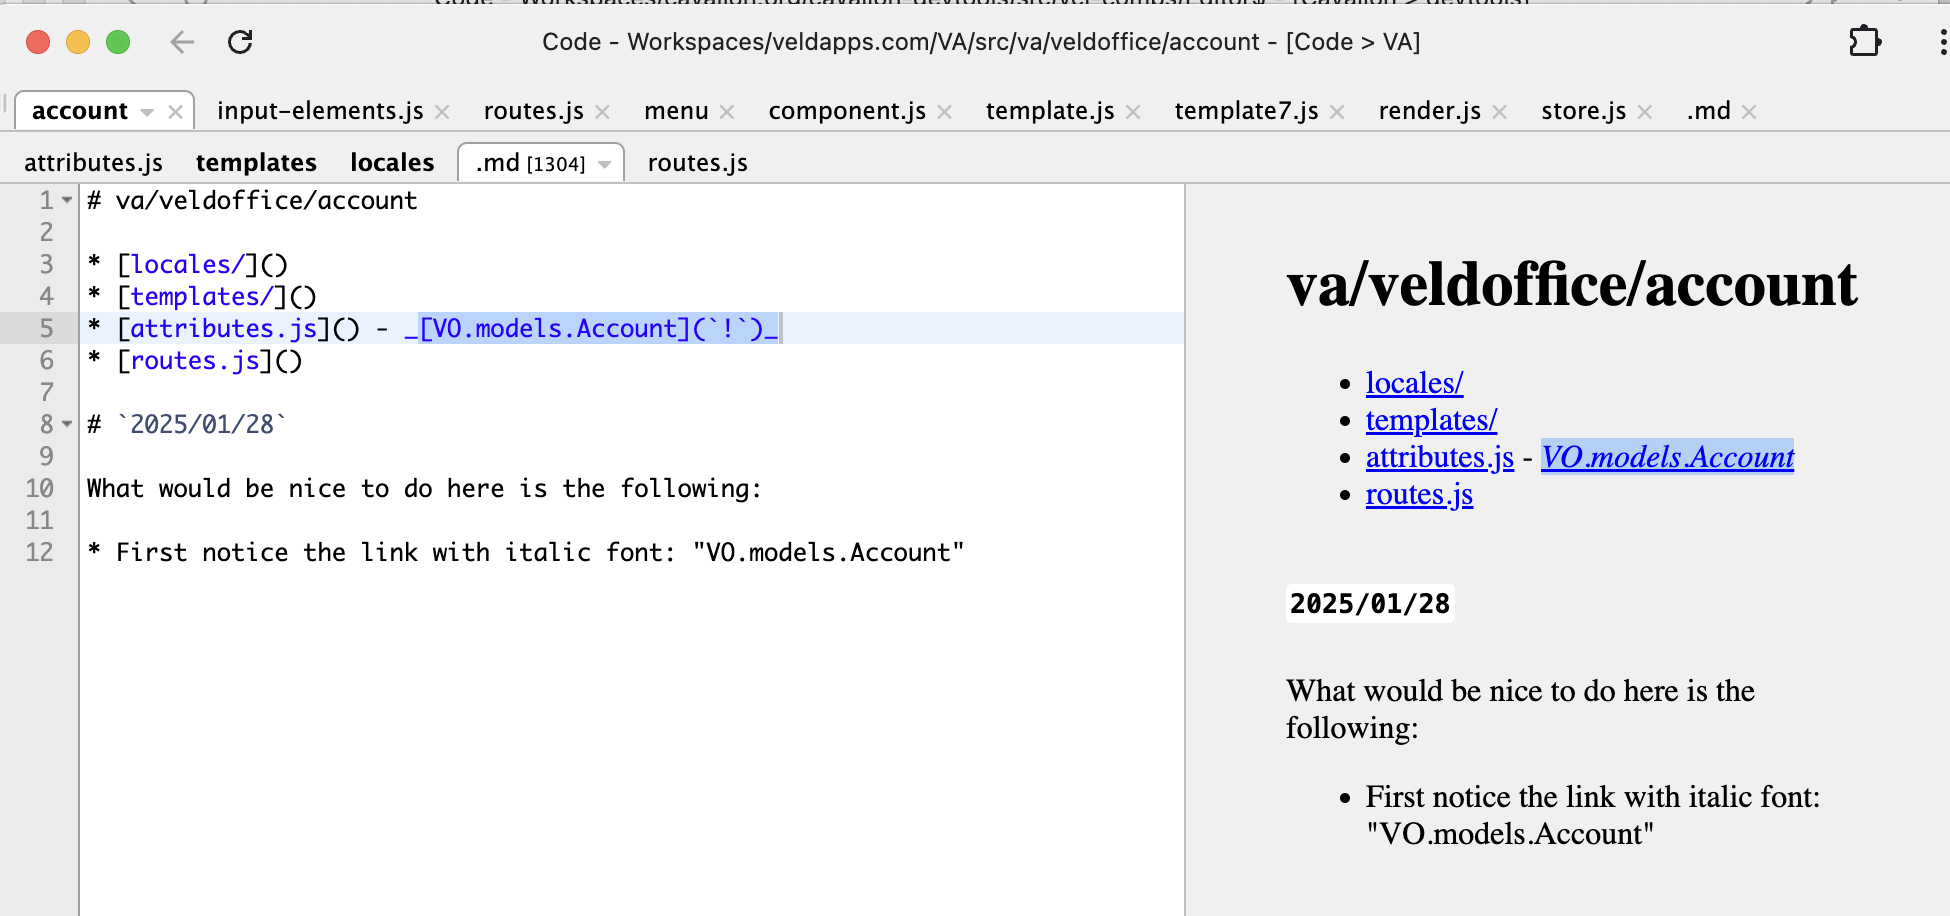 Code - Workspaces/veldapps.com/VA/src/va/veldoffice/account - [Code > VA]
account input-elements.js routes.js menu component.js template.js template7.js render.js store.js .md
attributes.js templates locales .md [1304] routes.js
1 # va/veldoffice/account
2
3 * [locales/]()
4 * [templates/]()
5 * [attributes.js]() - _[VO.models.Account](`!`)_
6 * [routes.js]()
7
8 # `2025/01/28`
9
10 What would be nice to do here is the following:
11
12 * First notice the link with italic font: "VO.models.Account"
va/veldoffice/account
• locales/
• templates/
• attributes.js - VO.models.Account
• routes.js
2025/01/28
What would be nice to do here is the
following:
• First notice the link with italic font:
"VO.models.Account"